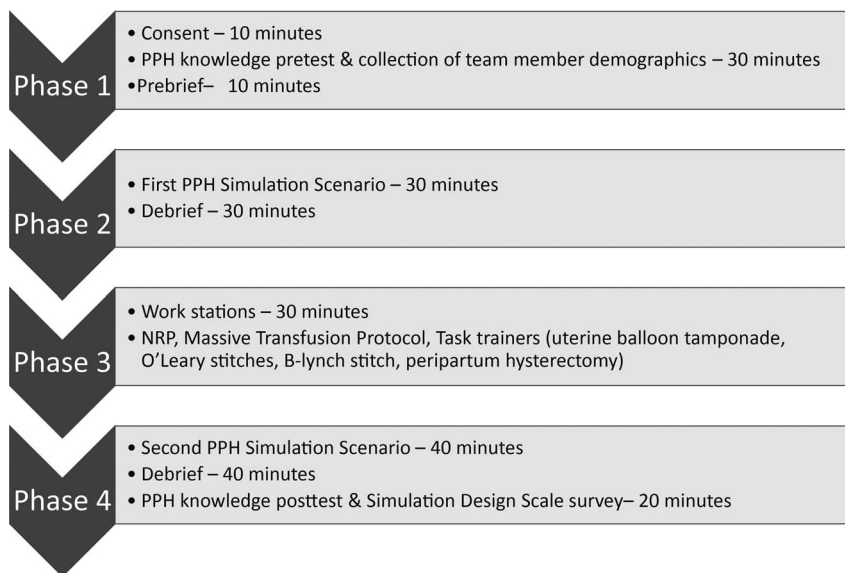 Phase 1
• Consent – 10 minutes
• PPH knowledge pretest & collection of team member demographics – 30 minutes
•Prebrief– 10 minutes
Phase 2
• First PPH Simulation Scenario – 30 minutes
• Debrief – 30 minutes
Phase 3
• Work stations – 30 minutes
• NRP, Massive Transfusion Protocol, Task trainers (uterine balloon tamponade,
O’Leary stitches, B-lynch stitch, peripartum hysterectomy)
Phase 4
• Second PPH Simulation Scenario – 40 minutes
• Debrief – 40 minutes
• PPH knowledge posttest & Simulation Design Scale survey– 20 minutes